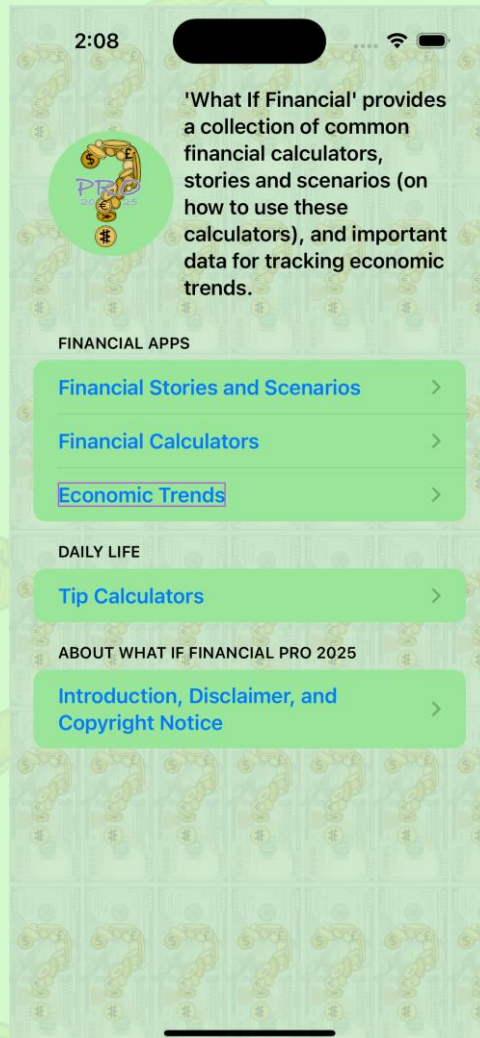 2:08
'What If Financial' provides
a collection of common
financial calculators,
stories and scenarios (on
how to use these
calculators), and important
data for tracking economic
trends.
PRO
FINANCIAL APPS
Financial Stories and Scenarios
Financial Calculators
Economic Trends
DAILY LIFE
Tip Calculators
ABOUT WHAT IF FINANCIAL PRO 2025
Introduction, Disclaimer, and
Copyright Notice